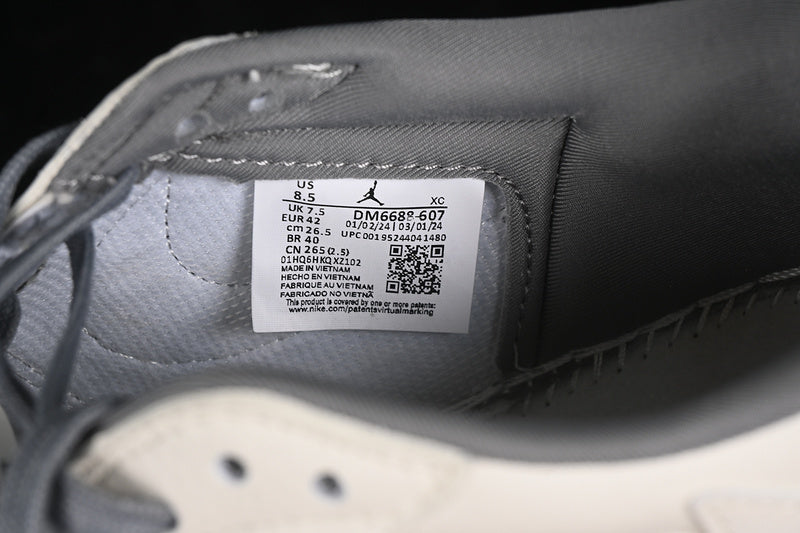 US
8.5
XC
UK 7.5
DM6688-607
EUR 42
01/02/24 | 03/01/24
cm 26.5
UPC 00195244041480
BR 40
CN 265 (2.5)
01HQ6HKQXZ102
MADE IN VIETNAM
HECHO EN VIETNAM
FABRIQUE AU VIETNAM
FABRICADO NO VIETNÃ
This product is covered by one or more patents:
www.nike.com/patentsvirtualmarking